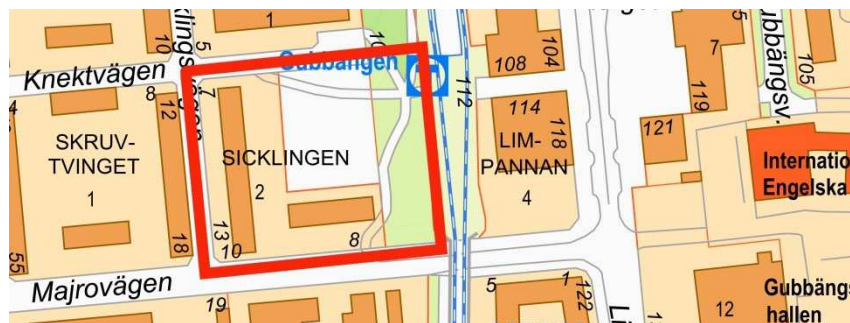 1
10
5
10
104
108
7
105
Knektvägen
Gubbängen
Gubbängsv.
4
8
7
112
114
119
12
118
121
SKRUV-
TVINGET
SICKLINGEN
LIM-
PANNAN
Internatio
Engelska
1
2
4
13
10
8
18
55
Majrovägen
19
5
1
122
12
Gubbängs
hallen